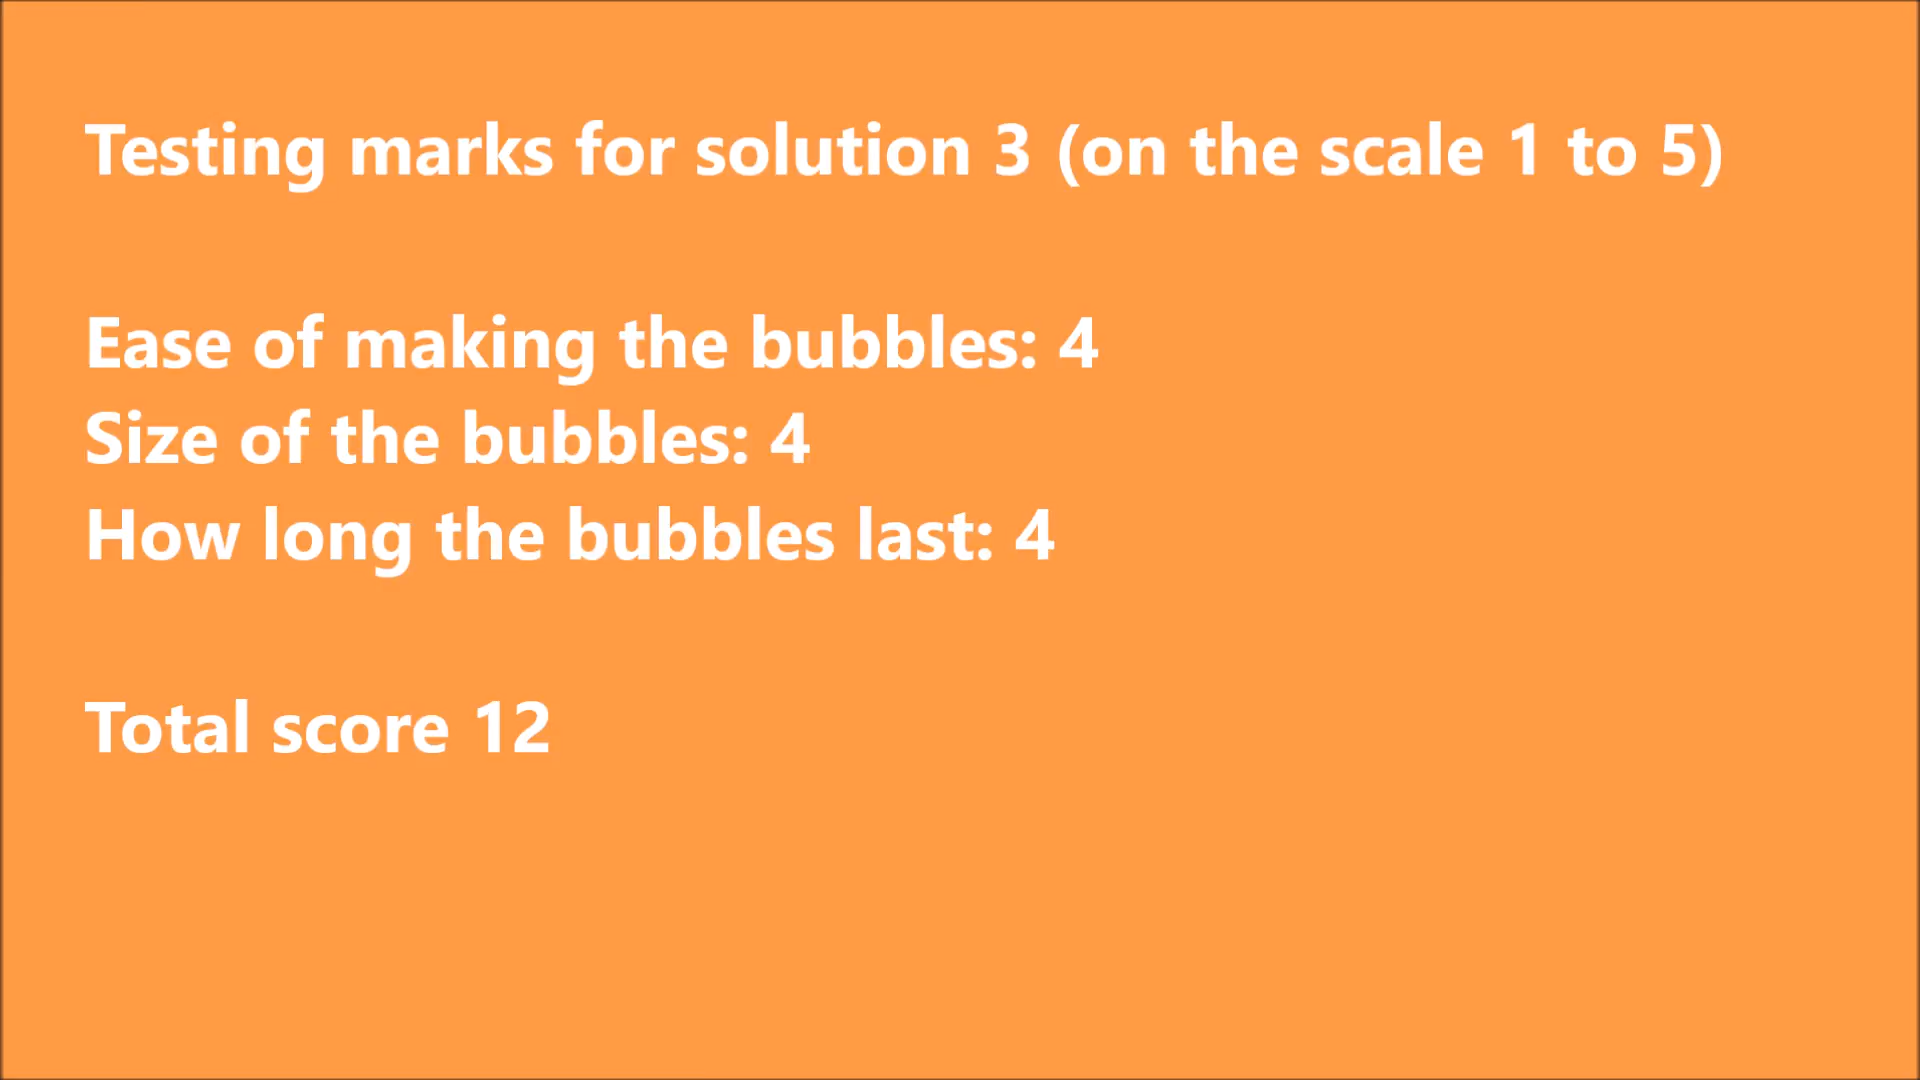 Testing marks for solution 3 (on the scale 1 to 5)
Ease of making the bubbles: 4
Size of the bubbles: 4
How long the bubbles last: 4
Total score 12